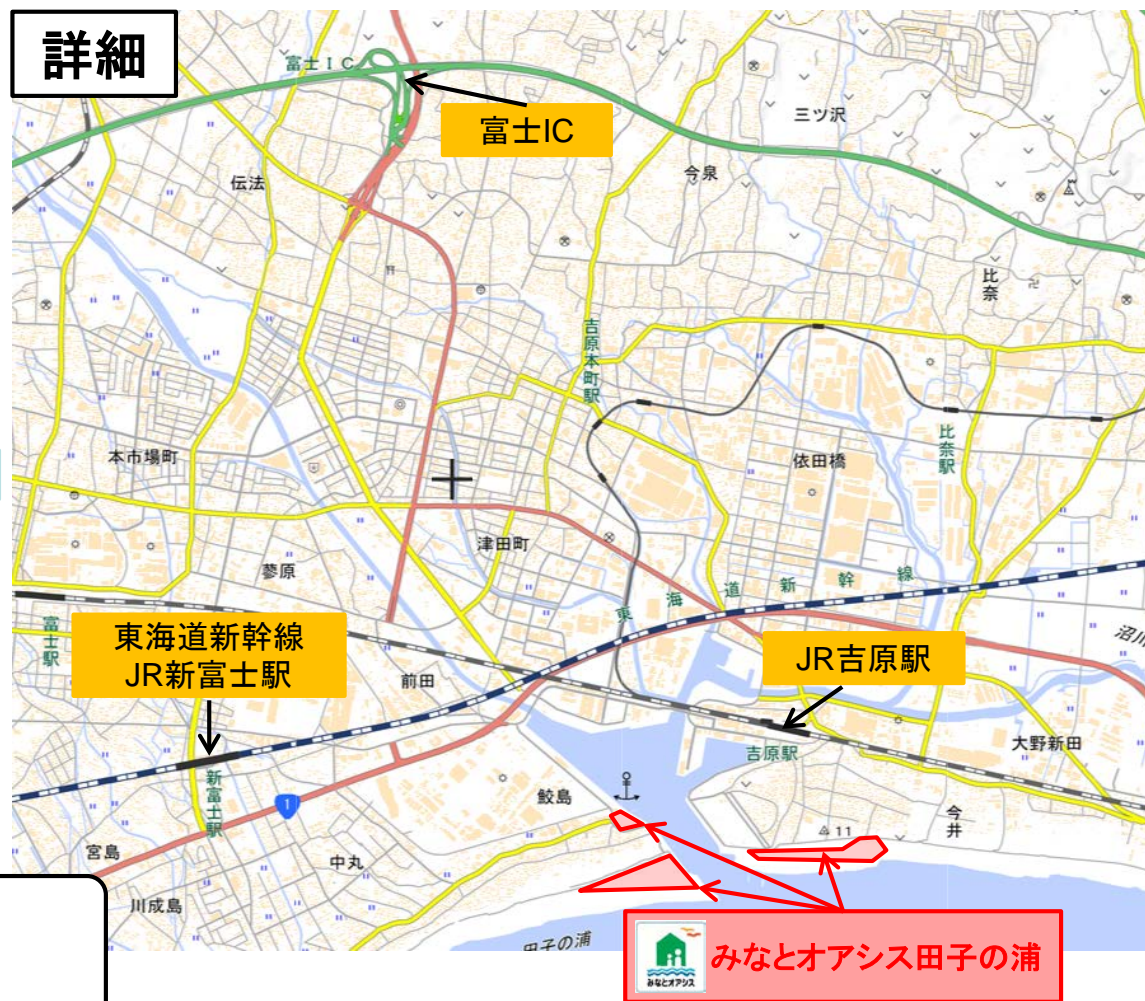 詳細
富士IC
富士IC
三ツ沢
伝法
今泉
比奈
吉原本町駅
本市場町
依田橋
比奈駅
津田町
蓼原
東海道新幹線
富士駅
東海道新幹線
JR新富士駅
前田
JR吉原駅
沼川
吉原駅
大野新田
新富士駅
1
鮫島
今井
11
宮島
中丸
川成島
田子の浦
みなとオアシス
みなとオアシス田子の浦